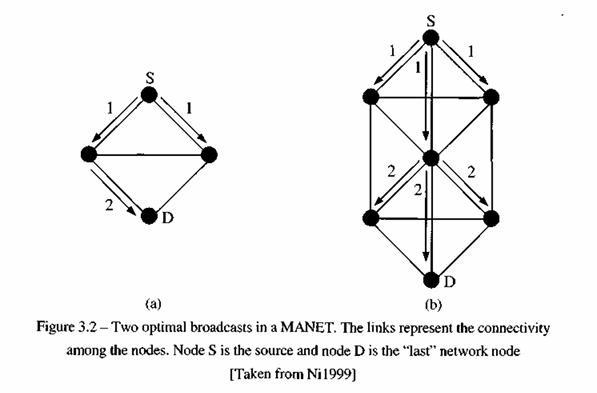 S
1
1
2
D
(a)
S
1
1
1
2
2
2
D
(b)
Figure 3.2 – Two optimal broadcasts in a MANET. The links represent the connectivity
among the nodes. Node S is the source and node D is the “last” network node
[Taken from Ni1999]